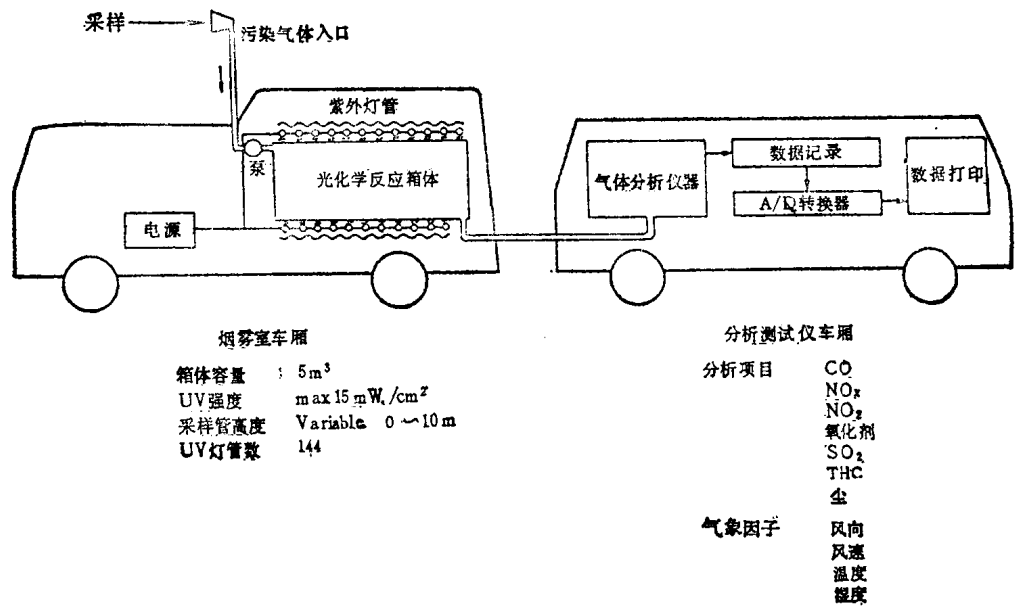 采样
污染气体入口
紫外灯管
泵
光化学反应箱体
电源
气体分析仪器
数据记录
A/D转换器
数据打印
烟雾室车厢
箱体容量 : 5m³
UV强度 max 15mW/cm²
采样管高度 Variable 0~10m
UV灯管数 144
分析测试仪车厢
分析项目 CO
NOx
NO₂
氧化剂
SO₂
THC
尘
气象因子 风向
风速
温度
湿度